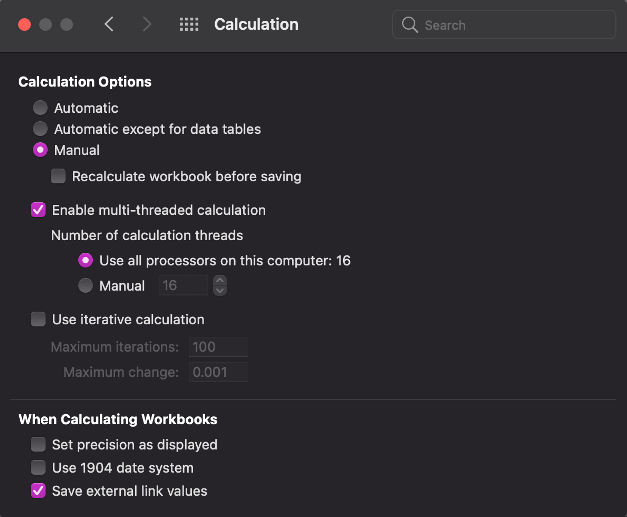 Calculation
Search
Calculation Options
Automatic
Automatic except for data tables
Manual
Recalculate workbook before saving
Enable multi-threaded calculation
Number of calculation threads
Use all processors on this computer: 16
Manual 16
Use iterative calculation
Maximum iterations: 100
Maximum change: 0.001
When Calculating Workbooks
Set precision as displayed
Use 1904 date system
Save external link values